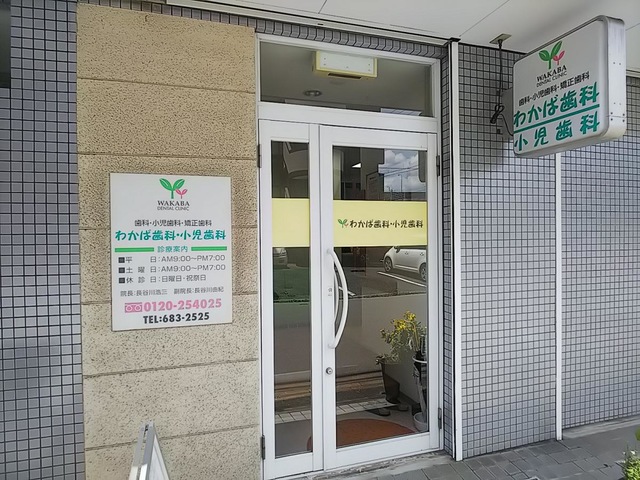 WAKABA
DENTAL CLINIC
歯科・小児歯科・矯正歯科
わかば歯科・小児歯科
診療案内
■平　日：AM9:00～PM7:00
■土曜日：AM9:00～PM7:00
■休診日：日曜日・祝祭日
0120-254025
TEL:683-2525
わかば歯科・小児歯科
WAKABA
DENTAL CLINIC
歯科・小児歯科・矯正歯科
わかば歯科
小児歯科